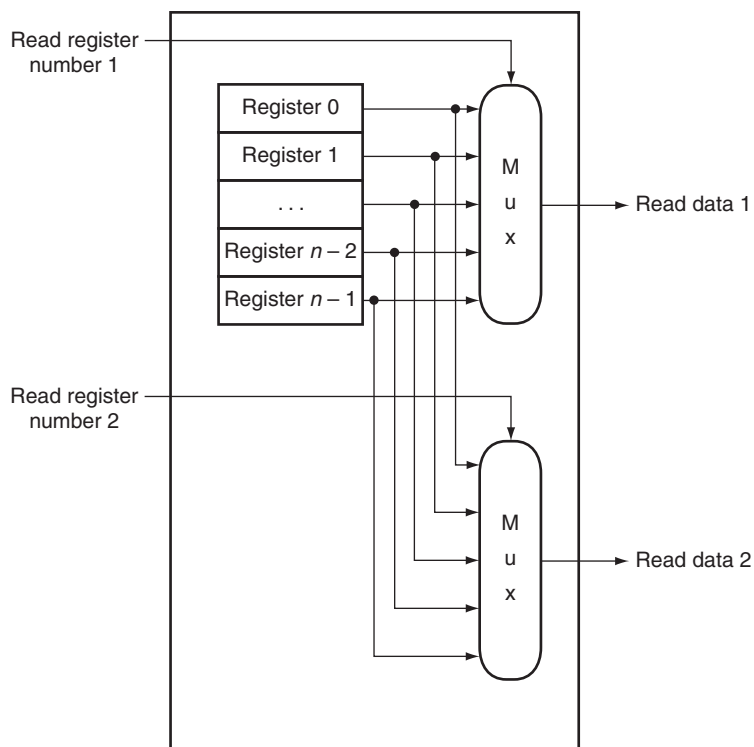 Read register
number 1
Register 0
Register 1
. . .
Register n – 2
Register n – 1
M
u
x
Read data 1
Read register
number 2
M
u
x
Read data 2